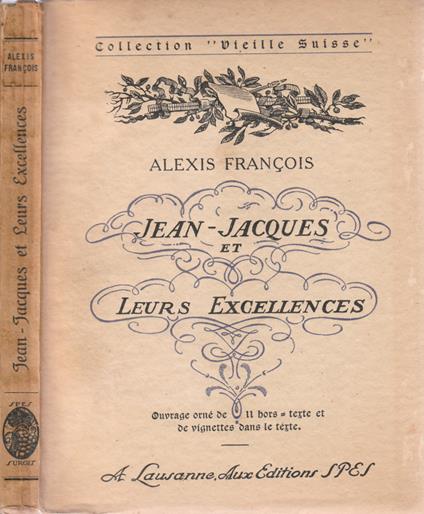 ALEXIS
FRANÇOIS
Jean-Jacques et Leurs Excellences
SPES
SURGIS
Collection "Vieille Suisse"
ALEXIS FRANÇOIS
JEAN-JACQUES
ET
LEURS EXCELLENCES
Ouvrage orné de 11 hors-texte et
de vignettes dans le texte.
A Lausanne, Aux Editions SPES